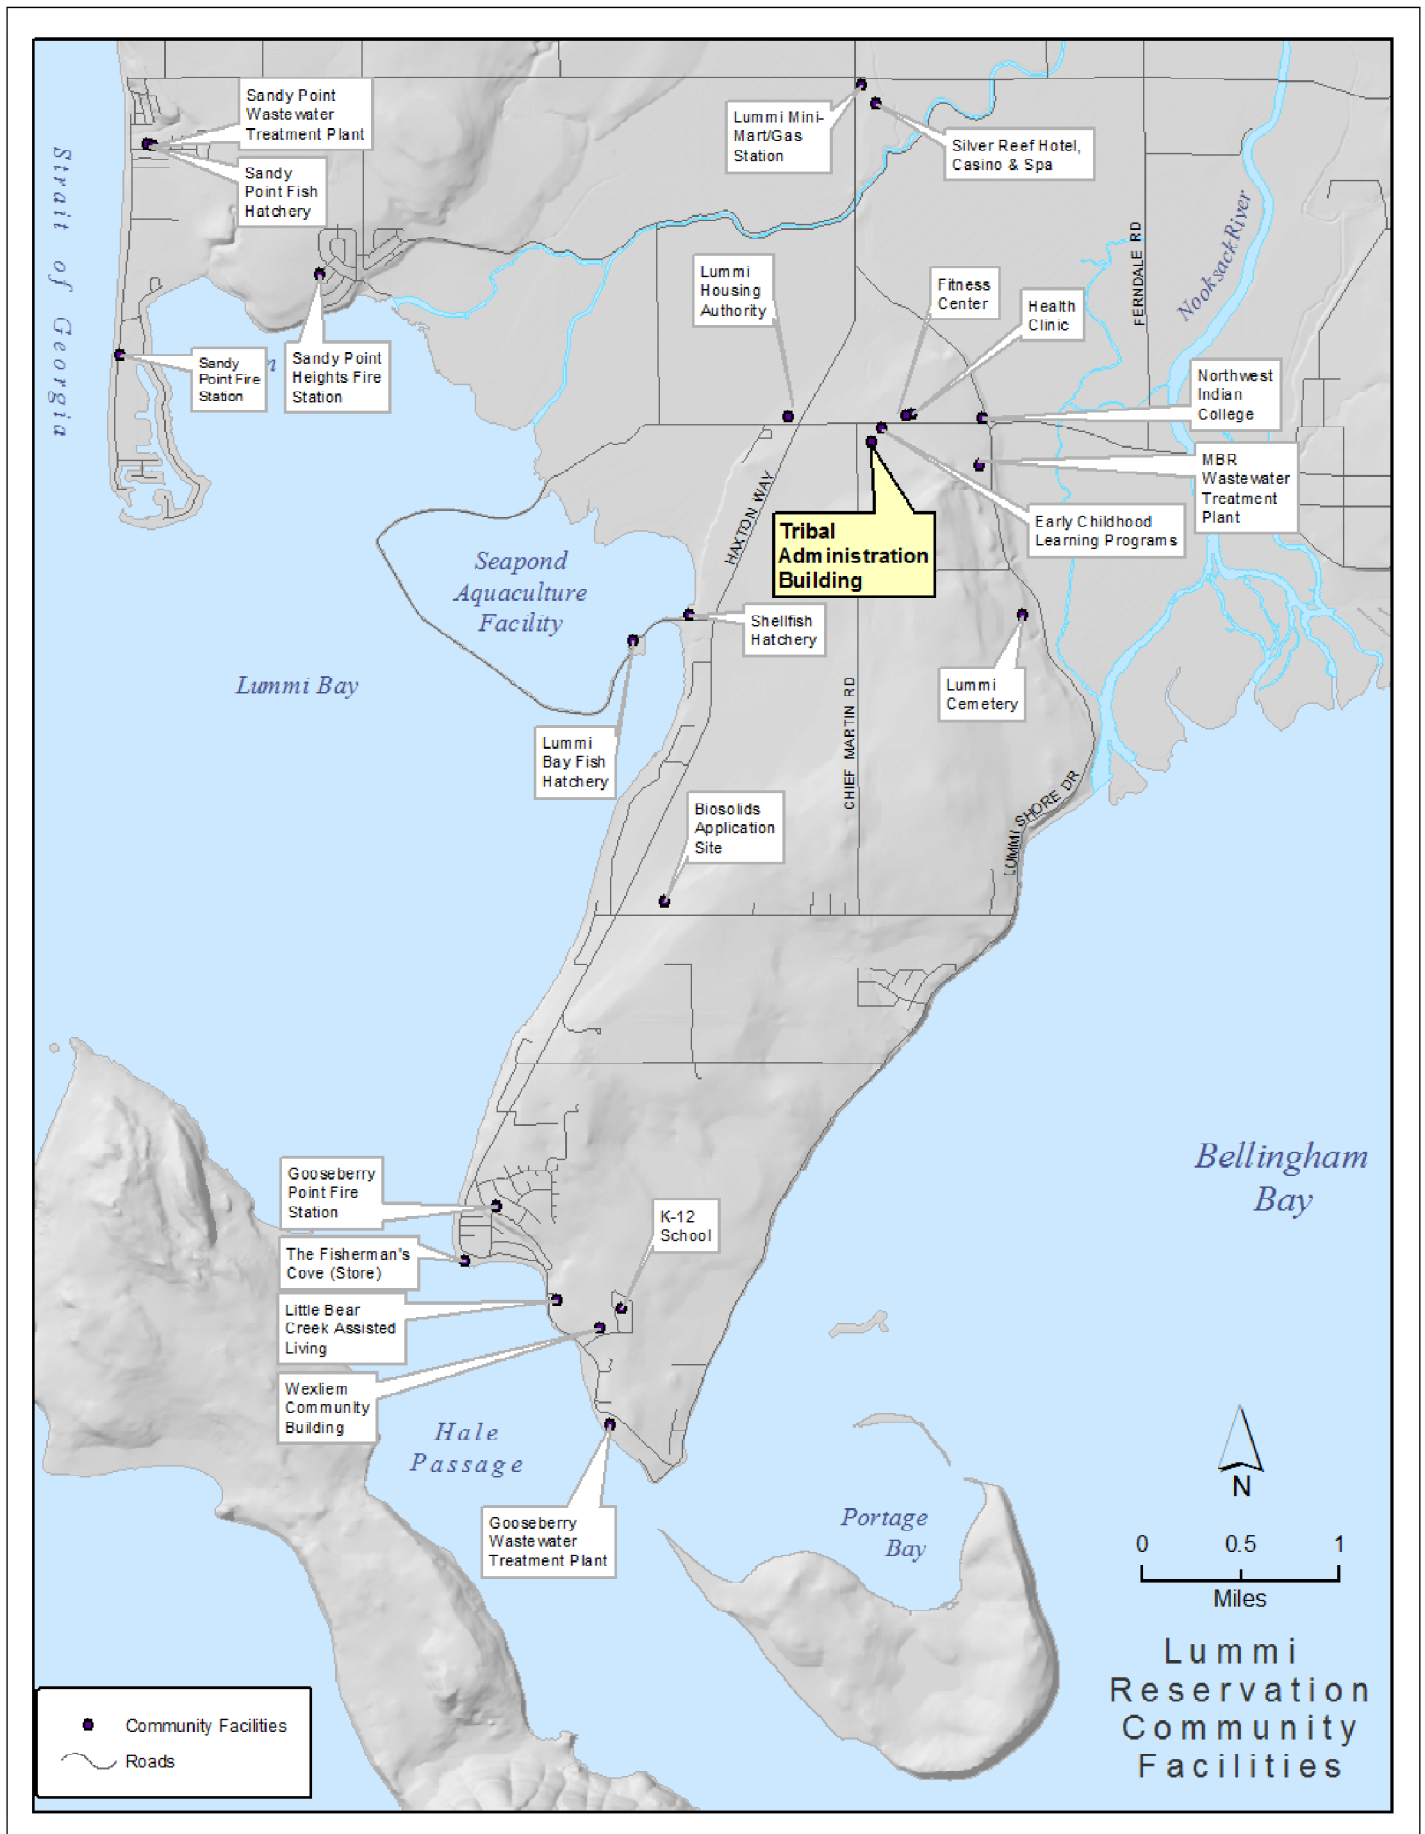 Sandy Point
Wastewater
Treatment Plant
Sandy
Point Fish
Hatchery
Lummi Mini-
Mart/Gas
Station
Silver Reef Hotel,
Casino & Spa
Strait of Georgia
Nooksack River
FERNDALE RD
Lummi
Housing
Authority
Fitness
Center
Health
Clinic
Sandy
Point Fire
Station
n
Sandy Point
Heights Fire
Station
Northwest
Indian
College
MBR
Wastewater
Treatment
Plant
Early Childhood
Learning Programs
Tribal
Administration
Building
HAXTON WAY
Seapond
Aquaculture
Facility
Shellfish
Hatchery
Lummi Bay
Lummi
Cemetery
CHIEF MARTIN RD
Lummi
Bay Fish
Hatchery
LUMMI SHORE DR
Biosolids
Application
Site
Bellingham
Bay
Gooseberry
Point Fire
Station
K-12
School
The Fisherman's
Cove (Store)
Little Bear
Creek Assisted
Living
Wexliem
Community
Building
Hale
Passage
Gooseberry
Wastewater
Treatment Plant
Portage
Bay
N
0 0.5 1
Miles
Lummi
Reservation
Community
Facilities
Community Facilities
Roads